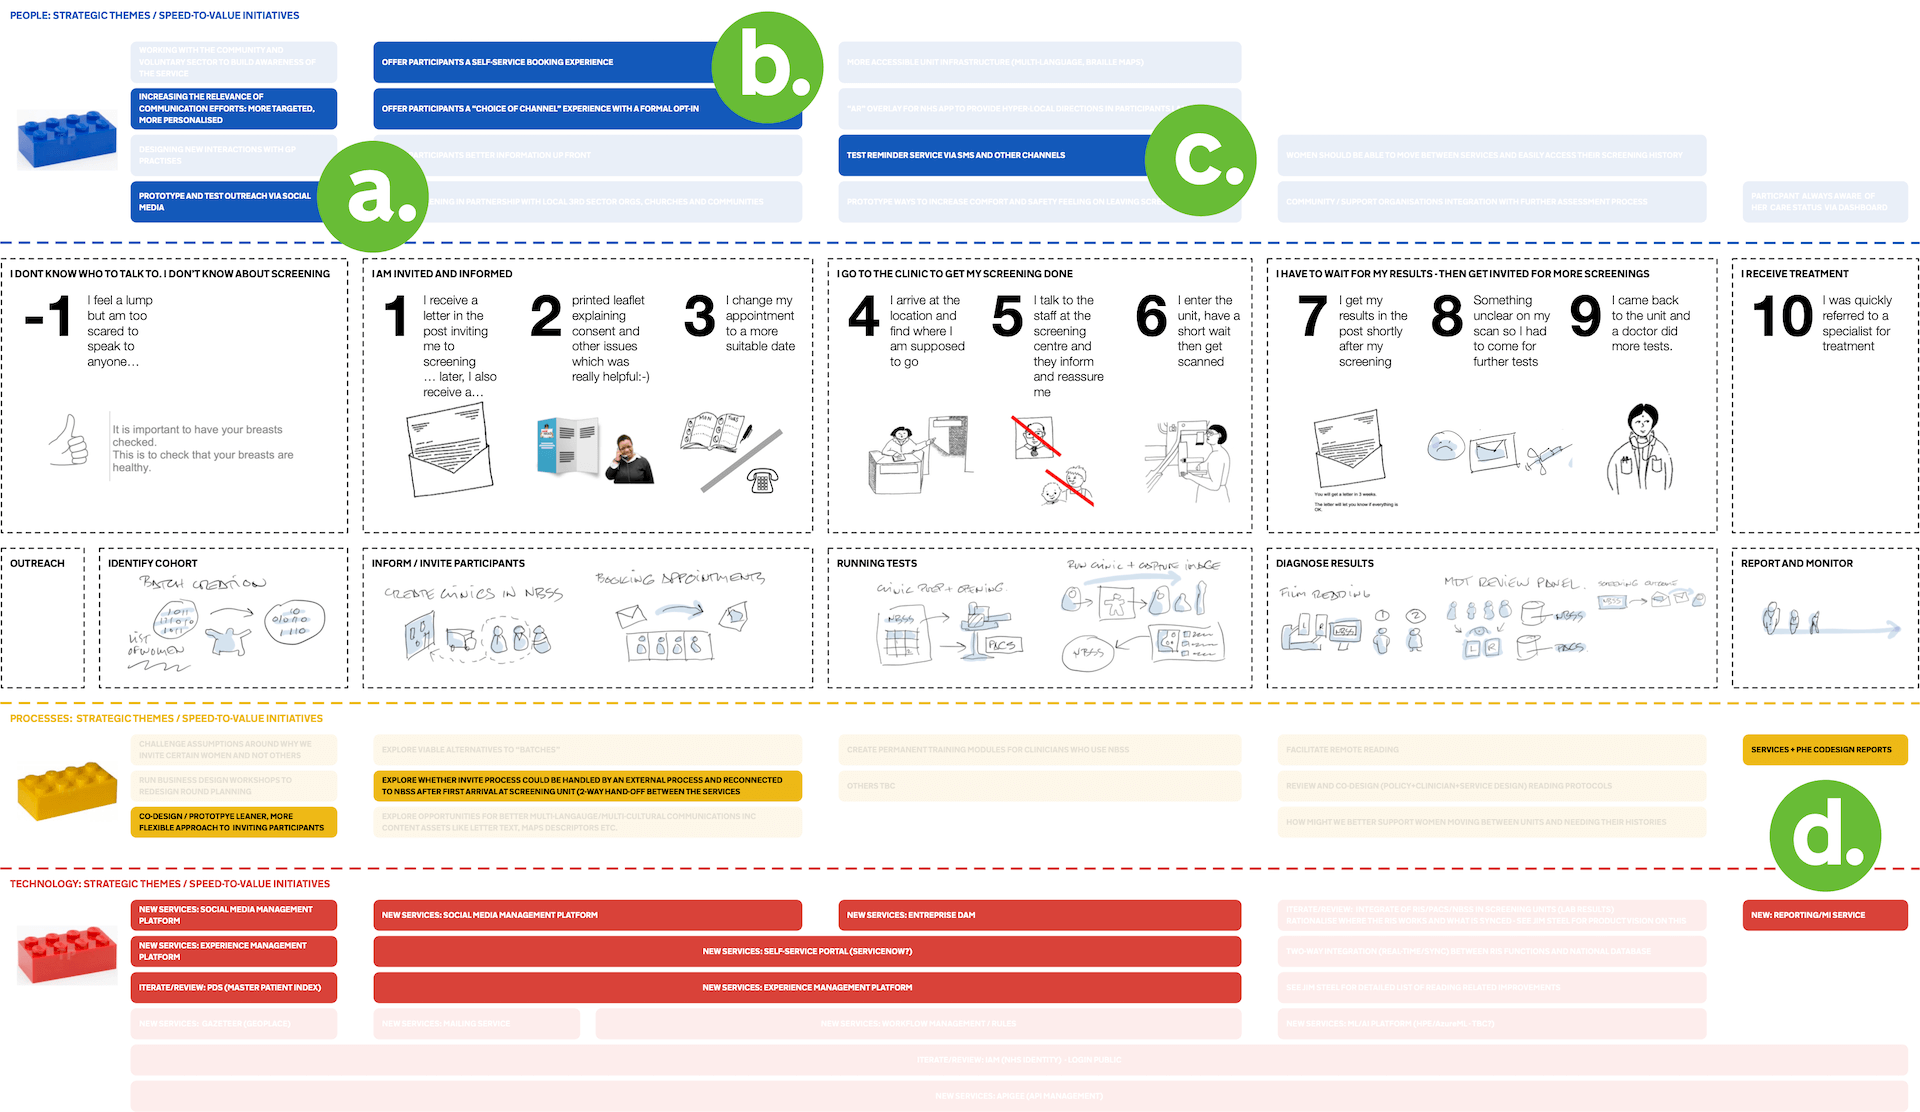 PEOPLE: STRATEGIC THEMES / SPEED-TO-VALUE INITIATIVES
WORKING WITH THE COMMUNITY AND
VOLUNTARY SECTOR TO BUILD AWARENESS OF
THE SERVICE
INCREASING THE RELEVANCE OF
COMMUNICATION EFFORTS: MORE TARGETED,
MORE PERSONALISED
DESIGNING NEW INTERACTIONS WITH GP
PRACTISES
PROTOTYPE AND TEST OUTREACH VIA SOCIAL
MEDIA
a.
OFFER PARTICIPANTS A SELF-SERVICE BOOKING EXPERIENCE
OFFER PARTICIPANTS A "CHOICE OF CHANNEL" EXPERIENCE WITH A FORMAL OPT-IN
b.
PARTICIPANTS BETTER INFORMATION UP FRONT
IN PARTNERSHIP WITH LOCAL 3RD SECTOR ORGS, CHURCHES AND COMMUNITIES
MORE ACCESSIBLE UNIT INFRASTRUCTURE (MULTI-LANGUAGE, BRAILLE MAPS)
"AR" OVERLAY FOR NHS APP TO PROVIDE HYPER-LOCAL DIRECTIONS IN PARTICIPANTS
TEST REMINDER SERVICE VIA SMS AND OTHER CHANNELS
PROTOTYPE WAYS TO INCREASE COMFORT AND SAFETY FEELING ON LEAVING
c.
WOMEN SHOULD BE ABLE TO MOVE BETWEEN SERVICES AND EASILY ACCESS THEIR SCREENING HISTORY
COMMUNITY / SUPPORT ORGANISATIONS INTEGRATION WITH FURTHER ASSESSMENT PROCESS
PARTICIPANT ALWAYS AWARE OF
HER CARE STATUS VIA DASHBOARD
I DONT KNOW WHO TO TALK TO. I DON'T KNOW ABOUT SCREENING
-1
I feel a lump
but am too
scared to
speak to
anyone...
It is important to have your breasts
checked.
This is to check that your breasts are
healthy.
I AM INVITED AND INFORMED
1
I receive a
letter in the
post inviting
me to
screening
... later, I also
receive a...
2
printed leaflet
explaining
consent and
other issues
which was
really helpful:-)
3
I change my
appointment
to a more
suitable date
MON
TUES
I GO TO THE CLINIC TO GET MY SCREENING DONE
4
I arrive at the
location and
find where I
am supposed
to go
5
I talk to the
staff at the
screening
centre and
they inform
and reassure
me
6
I enter the
unit, have a
short wait
then get
scanned
I HAVE TO WAIT FOR MY RESULTS - THEN GET INVITED FOR MORE SCREENINGS
7
I get my
results in the
post shortly
after my
screening
You will get a letter in 2 weeks.
The letter will let you know if everything is
OK.
8
Something
unclear on my
scan so I had
to come for
further tests
9
I came back
to the unit and
a doctor did
more tests.
I RECEIVE TREATMENT
10
I was quickly
referred to a
specialist for
treatment
OUTREACH
IDENTIFY COHORT
BATCH CREATION
LIST
OF WOMEN
INFORM / INVITE PARTICIPANTS
CREATE CLINICS IN NBSS
BOOKING APPOINTMENTS
RUNNING TESTS
CLINIC PREP + OPENING
NBSS
PACS
RUN CLINIC + CAPTURE IMAGE
NBSS
DIAGNOSE RESULTS
FILM READING
L R
NBSS
1
2
MDT REVIEW PANEL.
L R
NBSS
PACS
SCREENING OUTCOME
NBSS
REPORT AND MONITOR
PROCESSES: STRATEGIC THEMES / SPEED-TO-VALUE INITIATIVES
CHALLENGE ASSUMPTIONS AROUND WHY WE
INVITE CERTAIN WOMEN AND NOT OTHERS
RUN BUSINESS DESIGN WORKSHOPS TO
REDESIGN ROUND PLANNING
CO-DESIGN / PROTOTPYE LEANER, MORE
FLEXIBLE APPROACH TO INVITING PARTICIPANTS
EXPLORE VIABLE ALTERNATIVES TO "BATCHES"
EXPLORE WHETHER INVITE PROCESS COULD BE HANDLED BY AN EXTERNAL PROCESS AND RECONNECTED
TO NBSS AFTER FIRST ARRIVAL AT SCREENING UNIT (2-WAY HAND-OFF BETWEEN THE SERVICES
EXPLORE OPPORTUNITIES FOR BETTER MULTI-LANGAUGE/MULTI-CULTURAL COMMUNICATIONS INC
CONTENT ASSETS LIKE LETTER TEXT, MAPS DESCRIPTORS ETC.
CREATE PERMANENT TRAINING MODULES FOR CLINICIANS WHO USE NBSS
OTHERS TBC
FACILITATE REMOTE READING
REVIEW AND CO-DESIGN (POLICY+CLINICIAN+SERVICE DESIGN) READING PROTOCOLS
HOW MIGHT WE BETTER SUPPORT WOMEN MOVING BETWEEN UNITS AND NEEDING THEIR HISTORIES
SERVICES + PHE CODESIGN REPORTS
d.
TECHNOLOGY: STRATEGIC THEMES / SPEED-TO-VALUE INITIATIVES
NEW SERVICES: SOCIAL MEDIA MANAGEMENT
PLATFORM
NEW SERVICES: EXPERIENCE MANAGEMENT
PLATFORM
ITERATE/REVIEW: PDS (MASTER PATIENT INDEX)
NEW SERVICES: GAZETEER (GEOPLACE)
NEW SERVICES: SOCIAL MEDIA MANAGEMENT PLATFORM
NEW SERVICES: ENTREPRISE DAM
NEW SERVICES: SELF-SERVICE PORTAL (SERVICENOW?)
NEW SERVICES: EXPERIENCE MANAGEMENT PLATFORM
NEW SERVICES: MAILING SERVICE
NEW SERVICES: WORKFLOW MANAGEMENT / RULES
ITERATE/REVIEW: INTEGRATE OF RIS/PACS/NBSS IN SCREENING UNITS (LAB RESULTS)
RATIONALISE WHERE THE RIS WORKS AND WHAT IS SYNCED - SEE JIM STEEL FOR PRODUCT VISION ON THIS
TWO-WAY INTEGRATION (REAL-TIME/SYNC) BETWEEN RIS FUNCTIONS AND NATIONAL DATABASE
SEE JIM STEEL FOR DETAILED LIST OF READING RELATED IMPROVEMENTS
NEW SERVICES: ML/AI PLATFORM
NEW: REPORTING/MI SERVICE
ITERATE/REVIEW: IAM (NHS IDENTITY) - LOGIN PUBLIC
NEW SERVICES: APIGEE (API MANAGEMENT)